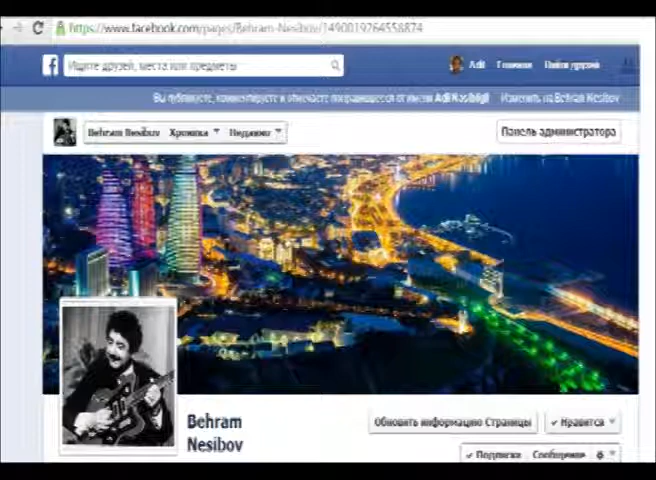 https://www.facebook.com/pages/Behram-Nesibov/1490019764558874
Ищите друзей, места или предметы
Adil Главная Найти друзей
Вы публикуете, комментируете и отмечаете понравившееся от имени Adil Nasibligil Изменить на Behram Nesibov
Behram Nesibov Хроника Недавно
Панель администратора
Behram
Nesibov
Обновить информацию Страницы ✓ Нравится
✓ Подписки Сообщение